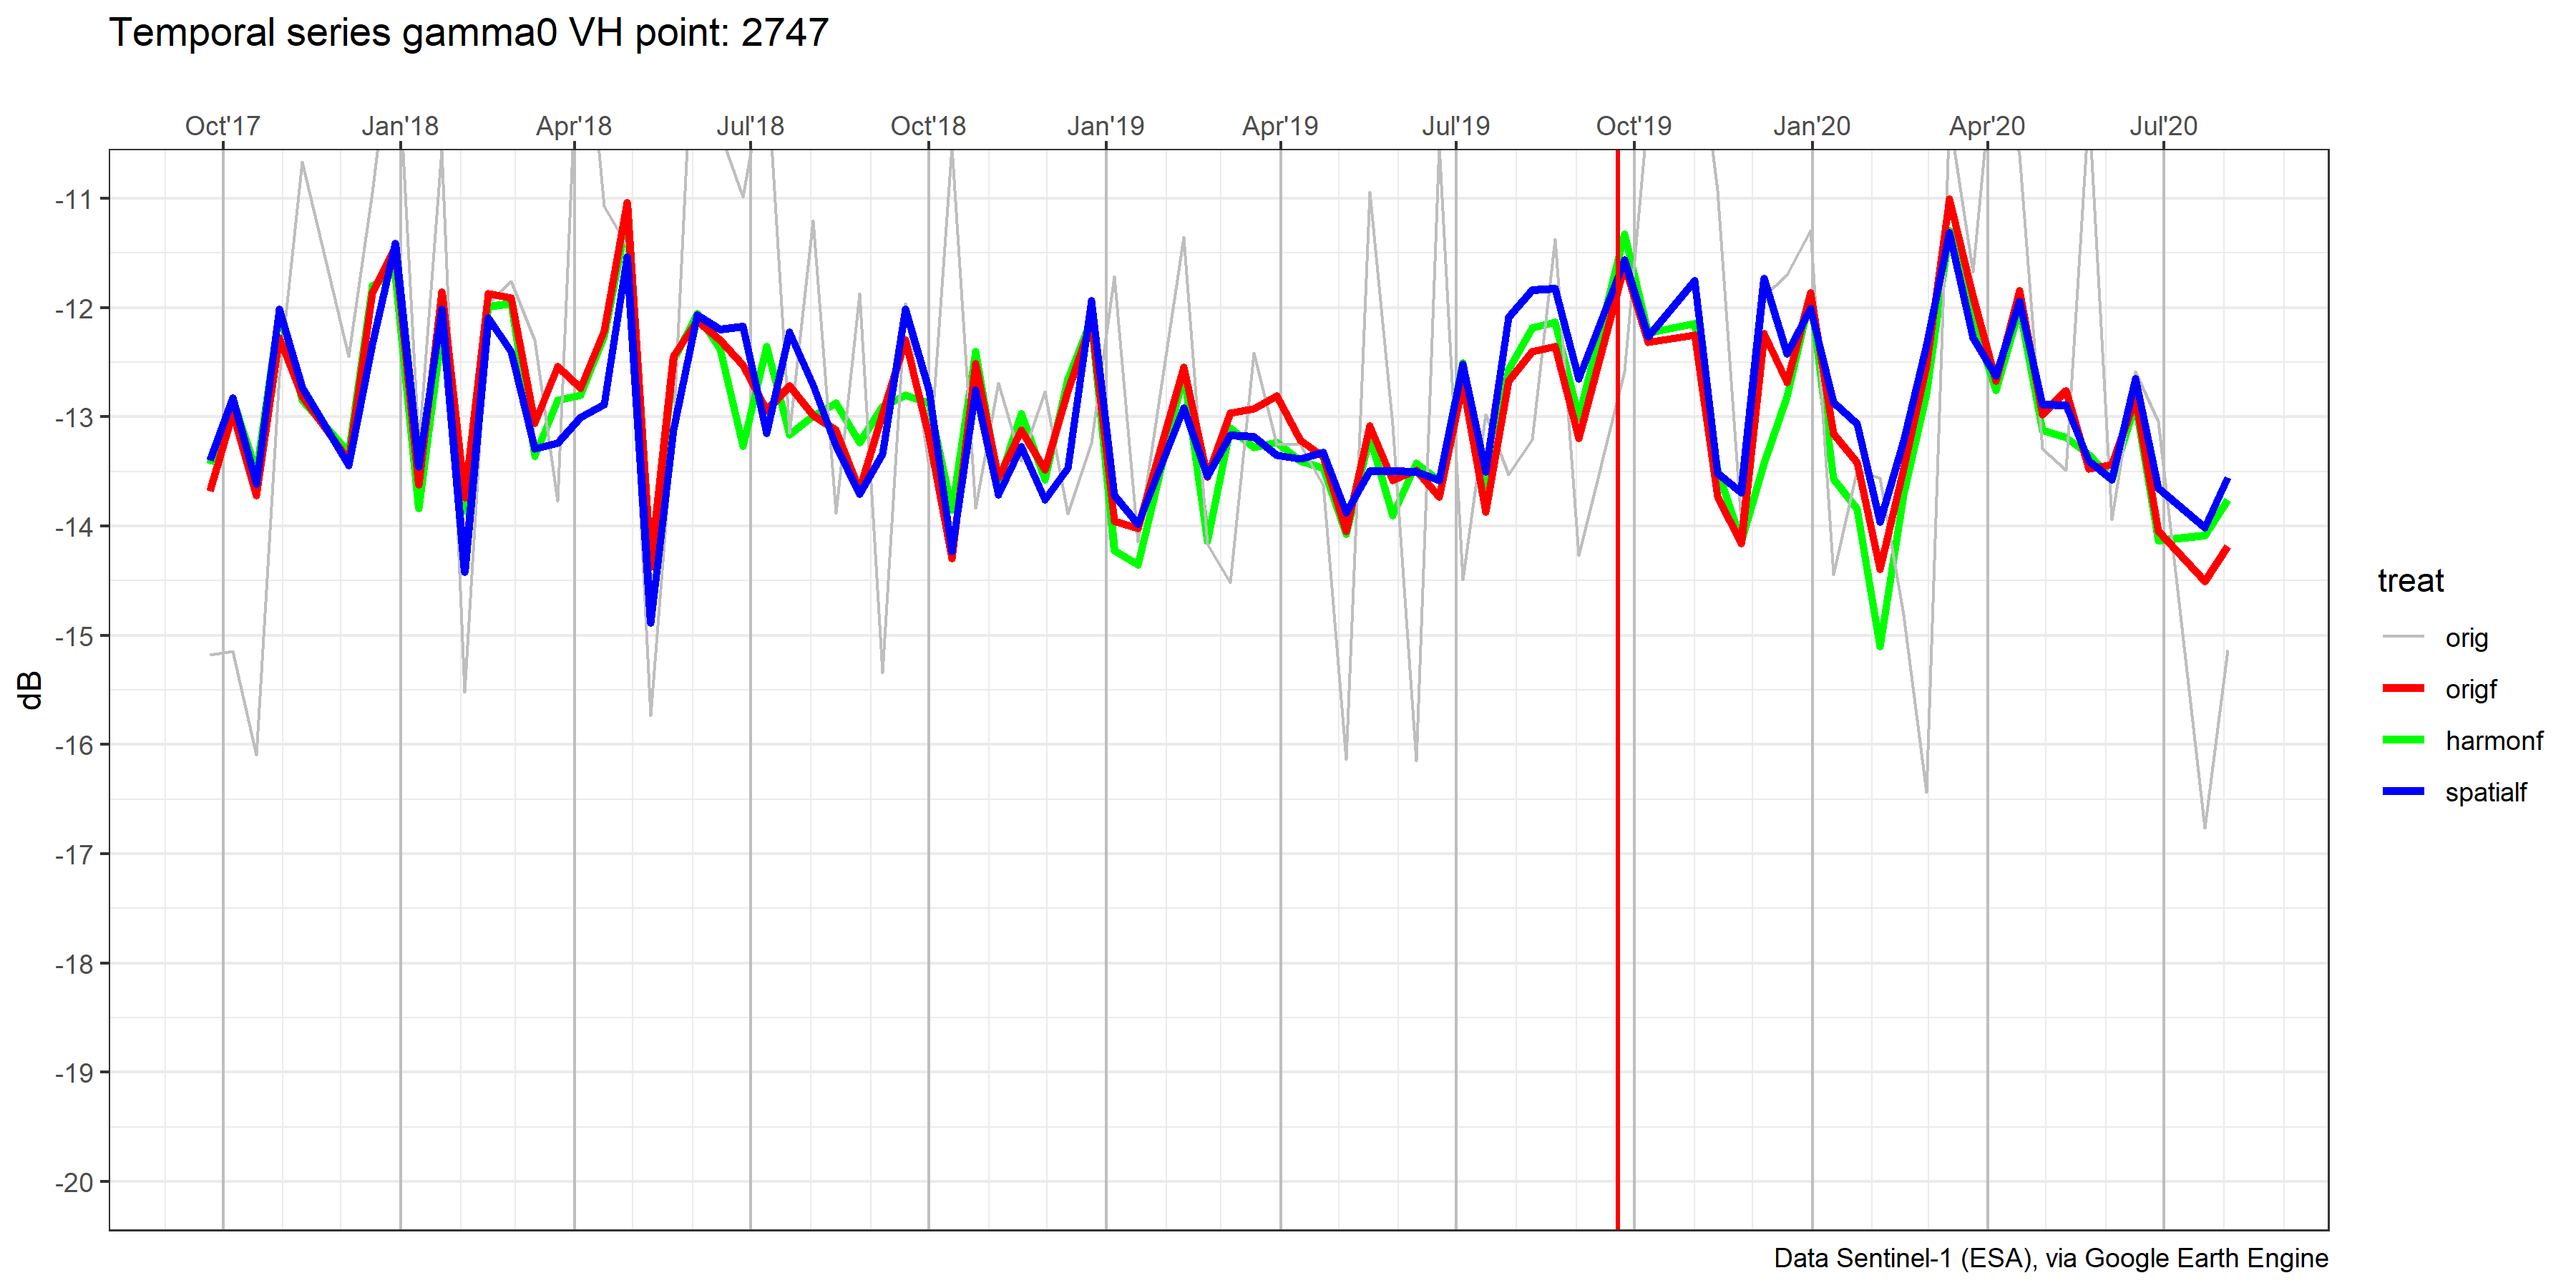 Temporal series gamma0 VH point: 2747
Oct'17 Jan'18 Apr'18 Jul'18 Oct'18 Jan'19 Apr'19 Jul'19 Oct'19 Jan'20 Apr'20 Jul'20
-11
-12
-13
-14
-15
-16
-17
-18
-19
-20
dB
treat
orig
origf
harmonf
spatialf
Data Sentinel-1 (ESA), via Google Earth Engine